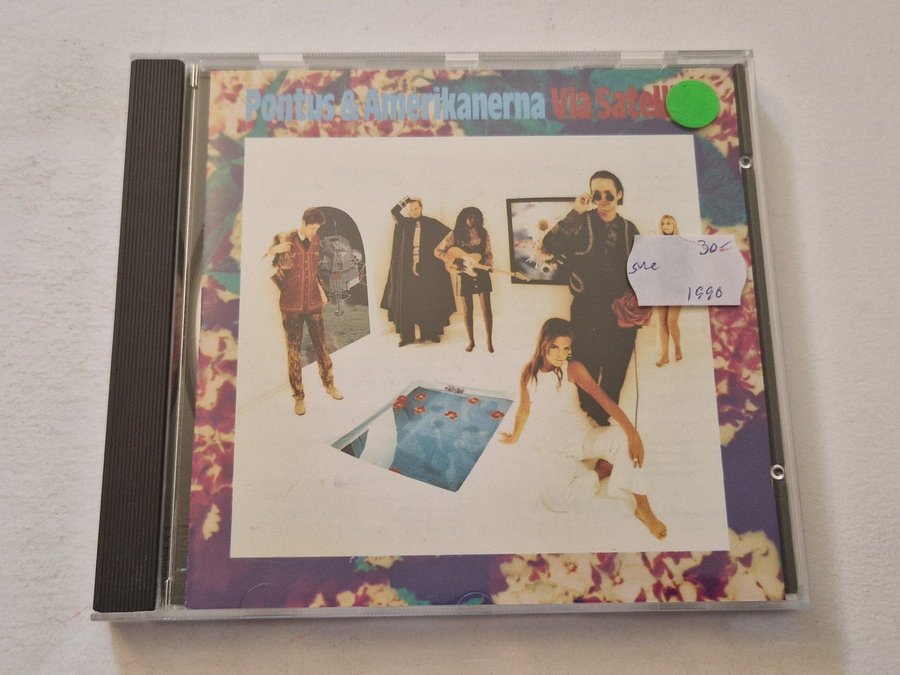 Pontus & Amerikanerna Via Satell
30:-
sve
1990